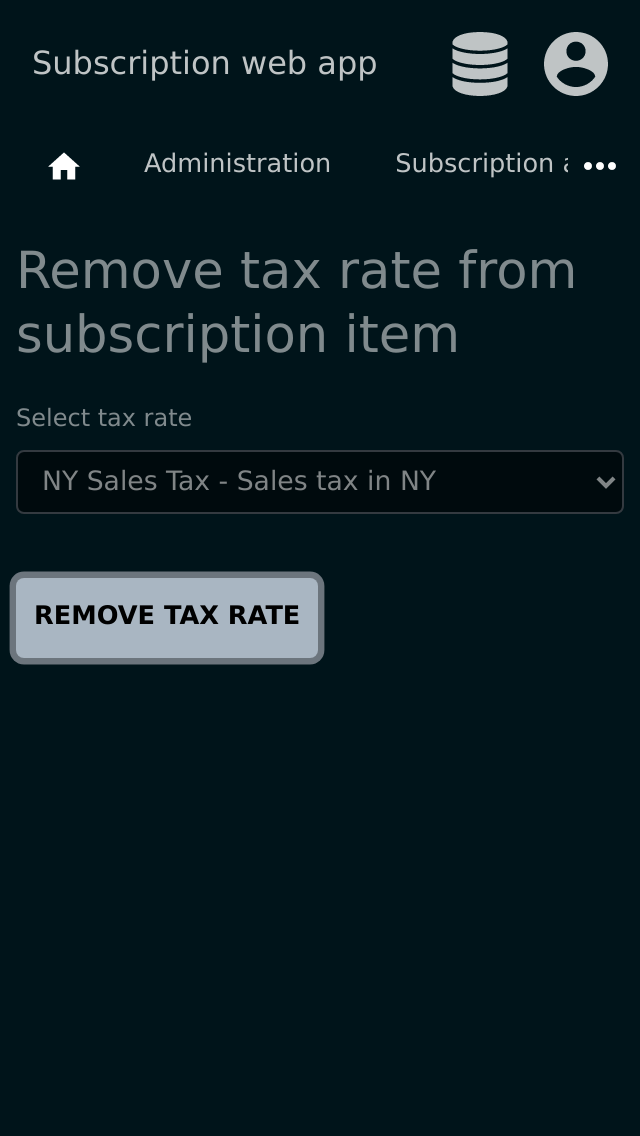 Subscription web app
Administration
Subscription
Remove tax rate from
subscription item
Select tax rate
NY Sales Tax - Sales tax in NY
REMOVE TAX RATE